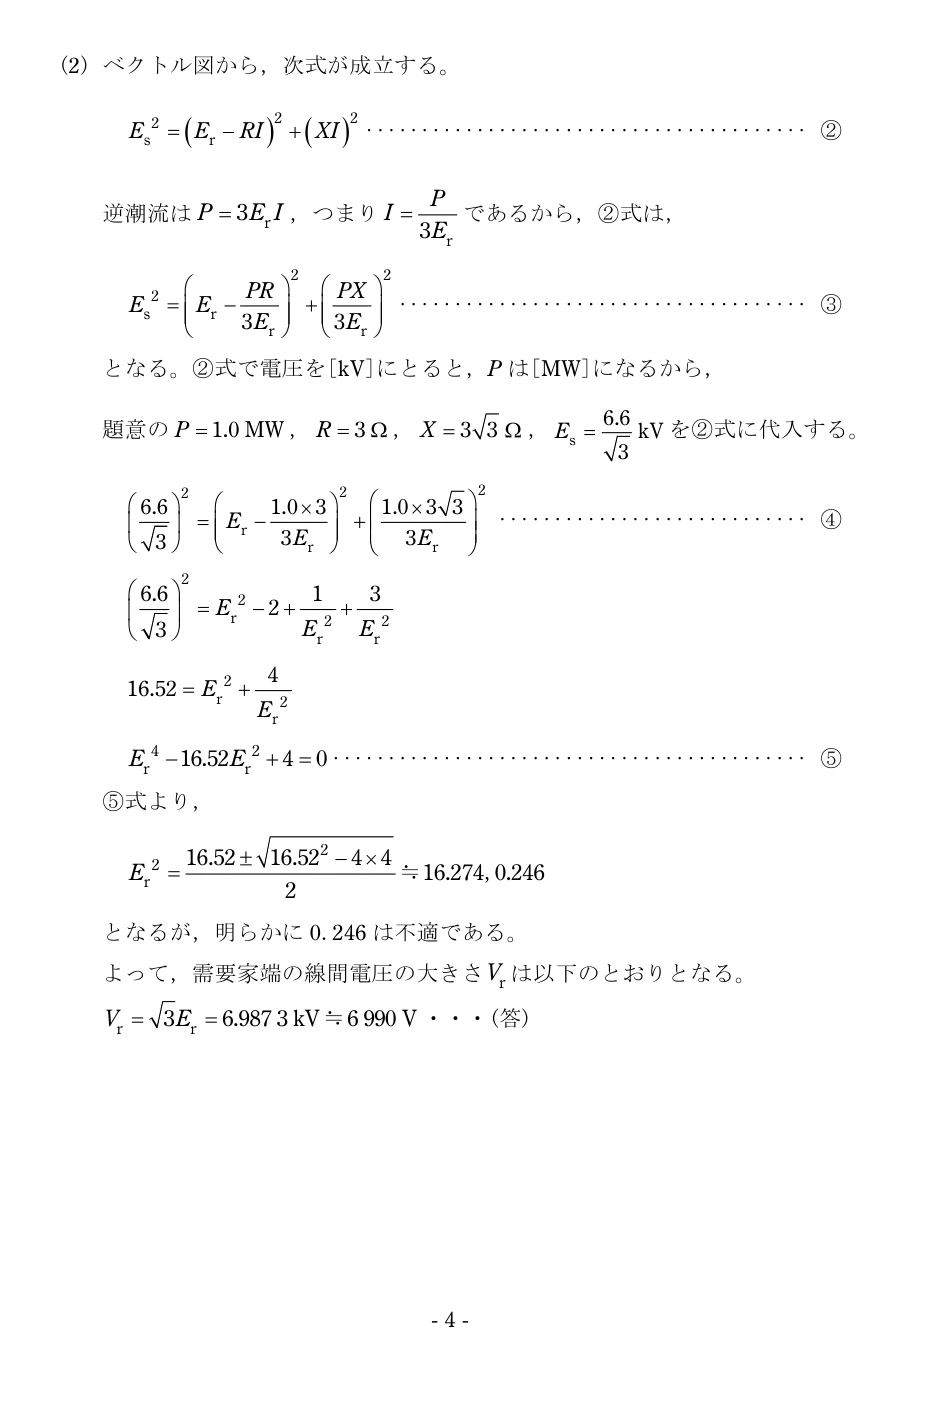 (2) ベクトル図から，次式が成立する。
E_s^2 = (E_r − RI)^2 + (XI)^2 ········································ ②
逆潮流は P = 3E_r I，つまり I = P/(3E_r) であるから，②式は，
E_s^2 = (E_r − PR/(3E_r))^2 + (PX/(3E_r))^2 ····································· ③
となる。②式で電圧を[kV]にとると，P は[MW]になるから，
題意の P = 1.0 MW， R = 3 Ω， X = 3√3 Ω， E_s = 6.6/√3 kV を②式に代入する。
(6.6/√3)^2 = (E_r − (1.0×3)/(3E_r))^2 + ((1.0×3√3)/(3E_r))^2 ···························· ④
(6.6/√3)^2 = E_r^2 − 2 + 1/E_r^2 + 3/E_r^2
16.52 = E_r^2 + 4/E_r^2
E_r^4 − 16.52E_r^2 + 4 = 0 ··········································· ⑤
⑤式より，
E_r^2 = (16.52 ± √(16.52^2 − 4×4))/2 ≒ 16.274, 0.246
となるが，明らかに 0.246 は不適である。
よって，需要家端の線間電圧の大きさ V_r は以下のとおりとなる。
V_r = √3E_r = 6.987 3 kV ≒ 6 990 V ・・・(答)
- 4 -